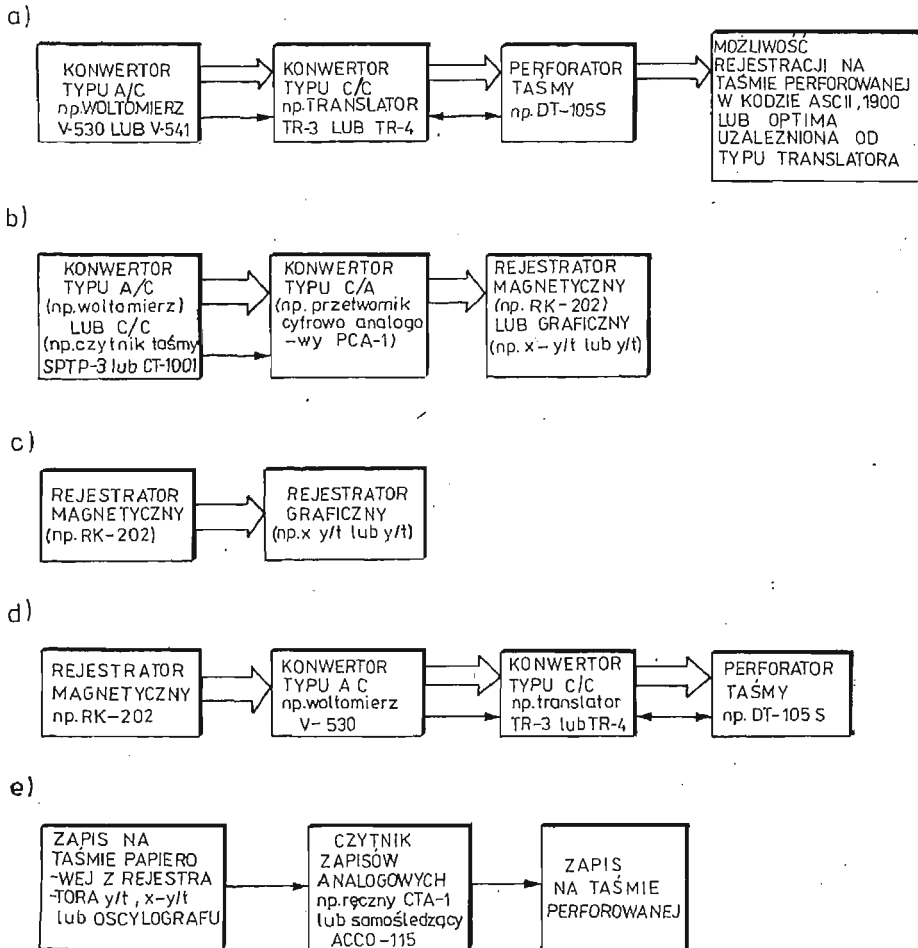 a)
KONWERTOR
TYPU A/C
np.WOLTOMIERZ
V-530 LUB V-541
KONWERTOR
TYPU C/C
np.TRANSLATOR
TR-3 LUB TR-4
PERFORATOR
TAŚMY
np. DT-105S
MOŻLIWOŚĆ
REJESTRACJI NA
TAŚMIE PERFOROWANEJ
W KODZIE ASCII,1900
LUB OPTIMA
UZALEZNIONA OD
TYPU TRANSLATORA
b)
KONWERTOR
TYPU A/C
(np.woltomierz)
LUB C/C
(np.czytnik taśmy
SPTP-3 lub CT-1001
KONWERTOR
TYPU C/A
(np. przetwornik
cyfrowo analogo
-wy PCA-1)
REJESTRATOR
MAGNETYCZNY
(np. RK-202)
LUB GRAFICZNY
(np. x-y/t lub y/t)
c)
REJESTRATOR
MAGNETYCZNY
(np. RK-202)
REJESTRATOR
GRAFICZNY
(np.x y/t lub y/t)
d)
REJESTRATOR
MAGNETYCZNY
np.RK-202
KONWERTOR
TYPU A C
np.woltomierz
V-530
KONWERTOR
TYPU C/C
np.translator
TR-3 lub TR-4
PERFORATOR
TAŚMY
np. DT-105 S
e)
ZAPIS NA
TAŚMIE PAPIERO
-WEJ Z REJESTRA
-TORA y/t, x-y/t
lub OSCYLOGRAFU
CZYTNIK
ZAPISÓW
ANALOGOWYCH
np.ręczny CTA-1
lub samośledzący
ACCO-115
ZAPIS
NA TAŚMIE
PERFOROWANEJ